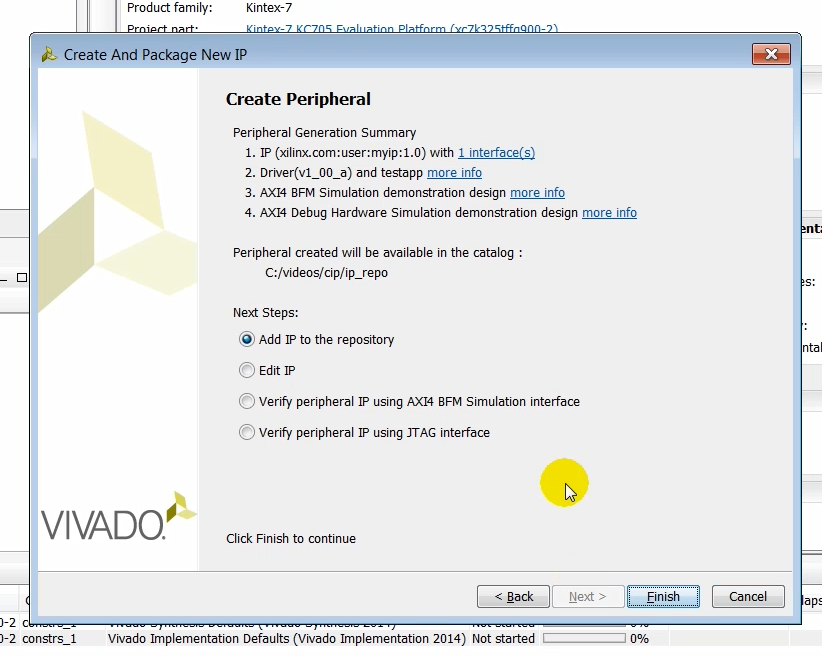 Product family: Kintex-7
Project part: Kintex-7 KC705 Evaluation Platform (xc7k325tffg900-2)
Create And Package New IP
Create Peripheral
Peripheral Generation Summary
1. IP (xilinx.com:user:myip:1.0) with 1 interface(s)
2. Driver(v1_00_a) and testapp more info
3. AXI4 BFM Simulation demonstration design more info
4. AXI4 Debug Hardware Simulation demonstration design more info
Peripheral created will be available in the catalog :
C:/videos/cip/ip_repo
Next Steps:
Add IP to the repository
Edit IP
Verify peripheral IP using AXI4 BFM Simulation interface
Verify peripheral IP using JTAG interface
VIVADO.
Click Finish to continue
< Back Next > Finish Cancel
0-2 constrs_1 Vivado Synthesis Defaults (Vivado Synthesis 2014) Not started 0%
0-2 constrs_1 Vivado Implementation Defaults (Vivado Implementation 2014) Not started 0%